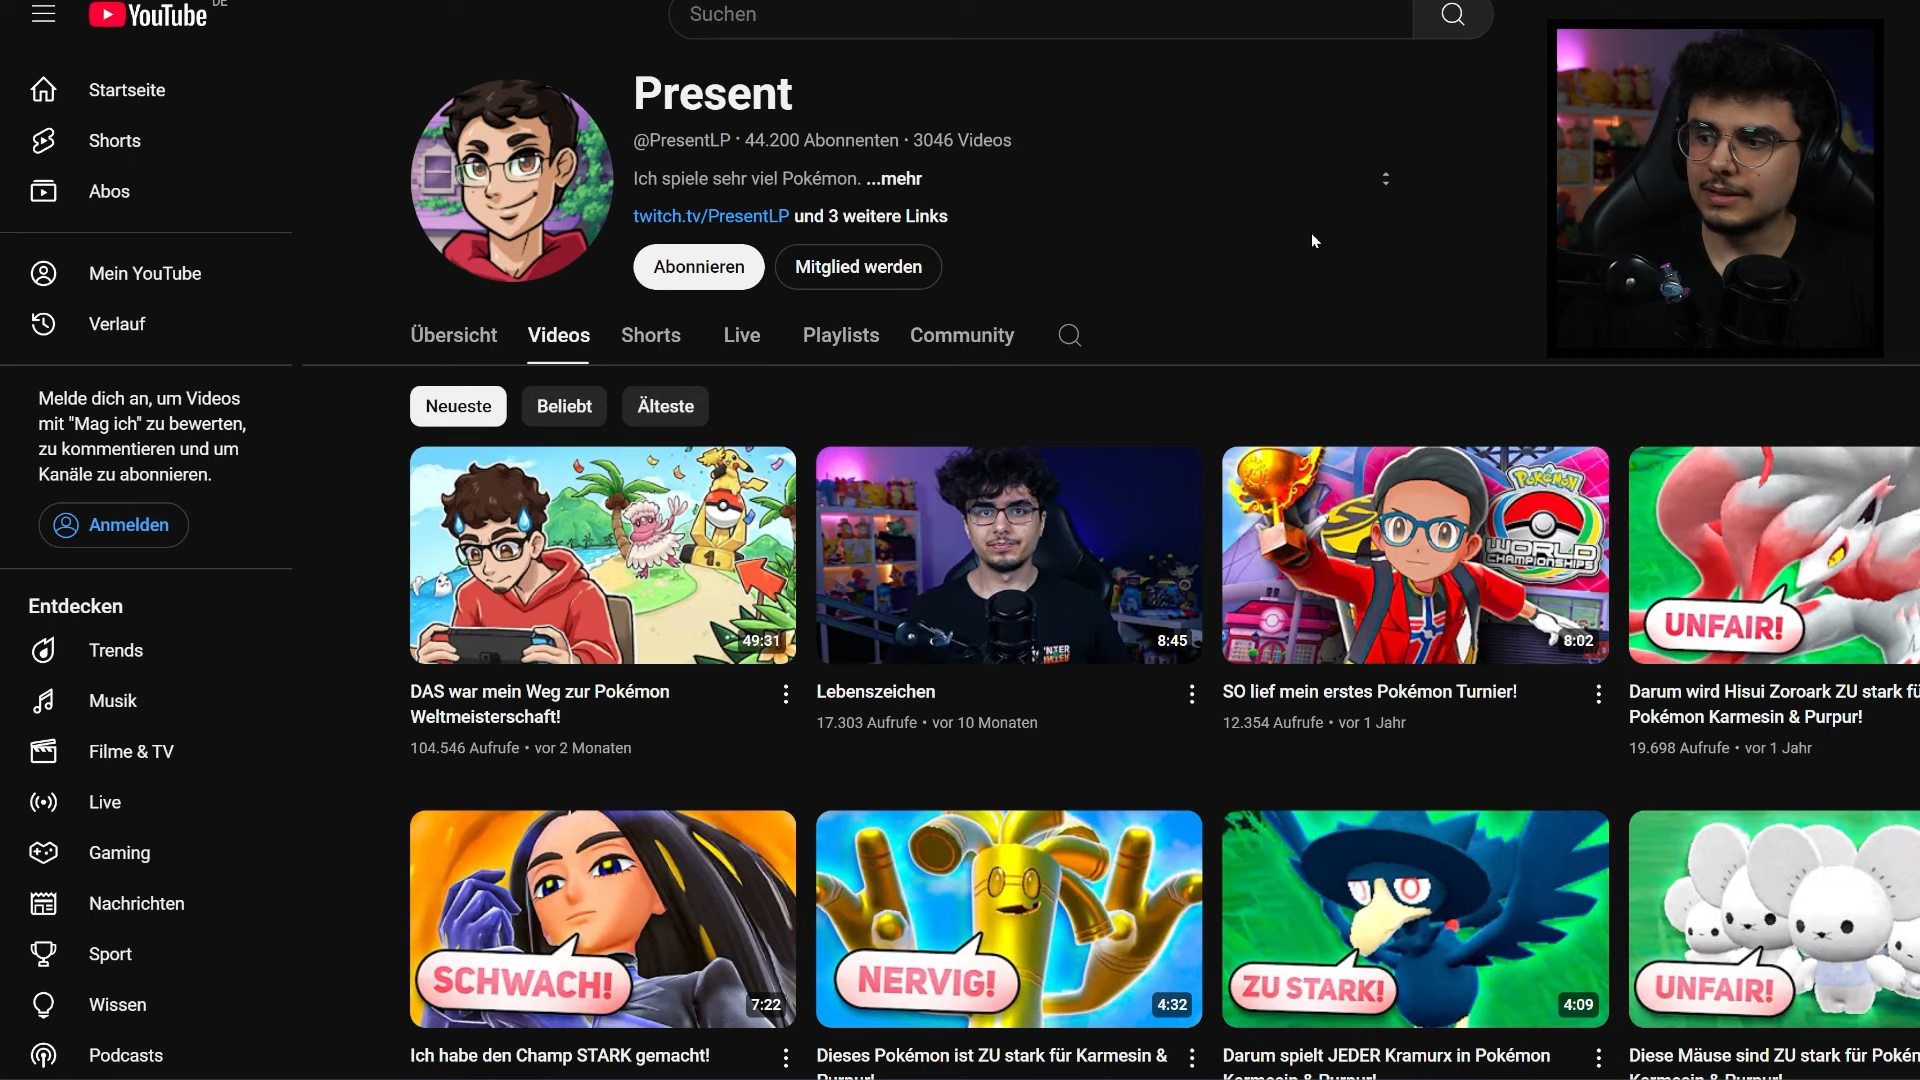 YouTube DE
Suchen
Startseite
Shorts
Abos
Mein YouTube
Verlauf
Melde dich an, um Videos
mit "Mag ich" zu bewerten,
zu kommentieren und um
Kanäle zu abonnieren.
Anmelden
Entdecken
Trends
Musik
Filme & TV
Live
Gaming
Nachrichten
Sport
Wissen
Podcasts
Present
@PresentLP • 44.200 Abonnenten • 3046 Videos
Ich spiele sehr viel Pokémon. ...mehr
twitch.tv/PresentLP und 3 weitere Links
Abonnieren
Mitglied werden
Übersicht
Videos
Shorts
Live
Playlists
Community
Neueste
Beliebt
Älteste
1.
49:31
DAS war mein Weg zur Pokémon
Weltmeisterschaft!
104.546 Aufrufe • vor 2 Monaten
8:45
Lebenszeichen
17.303 Aufrufe • vor 10 Monaten
Pokémon
WORLD
CHAMPIONSHIPS
8:02
SO lief mein erstes Pokémon Turnier!
12.354 Aufrufe • vor 1 Jahr
UNFAIR!
Darum wird Hisui Zoroark ZU stark fü
Pokémon Karmesin & Purpur!
19.698 Aufrufe • vor 1 Jahr
SCHWACH!
7:22
Ich habe den Champ STARK gemacht!
NERVIG!
4:32
Dieses Pokémon ist ZU stark für Karmesin &
Purpur!
ZU STARK!
4:09
Darum spielt JEDER Kramurx in Pokémon
Karmesin & Purpur!
UNFAIR!
Diese Mäuse sind ZU stark für Pokém
Karmesin & Purpur!